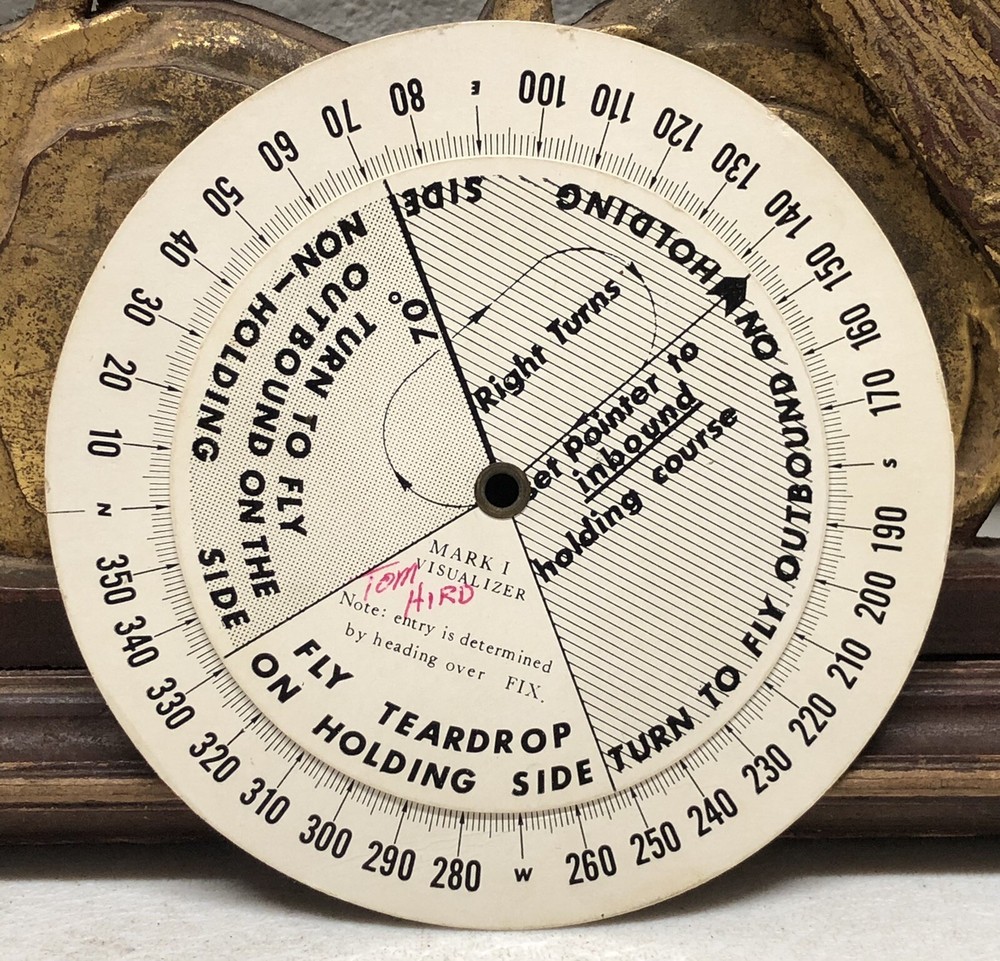 N
10
20
30
40
50
60
70
80
E
100
110
120
130
140
150
160
170
S
190
200
210
220
230
240
250
260
W
280
290
300
310
320
330
340
350
NON-HOLDING SIDE
TURN TO FLY
OUTBOUND ON THE
70°
HOLDING SIDE
Right Turns
set pointer to
inbound
holding course
TURN TO FLY OUTBOUND ON
MARK I
VISUALIZER
TOM
HIRD
Note: entry is determined
by heading over FIX.
FLY TEARDROP
ON HOLDING SIDE